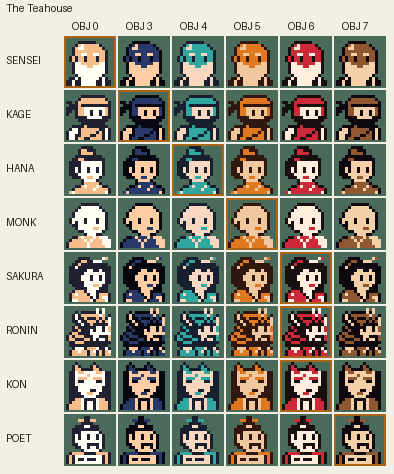 The Teahouse
OBJ 0 OBJ 3 OBJ 4 OBJ 5 OBJ 6 OBJ 7
SENSEI
KAGE
HANA
MONK
SAKURA
RONIN
KON
POET